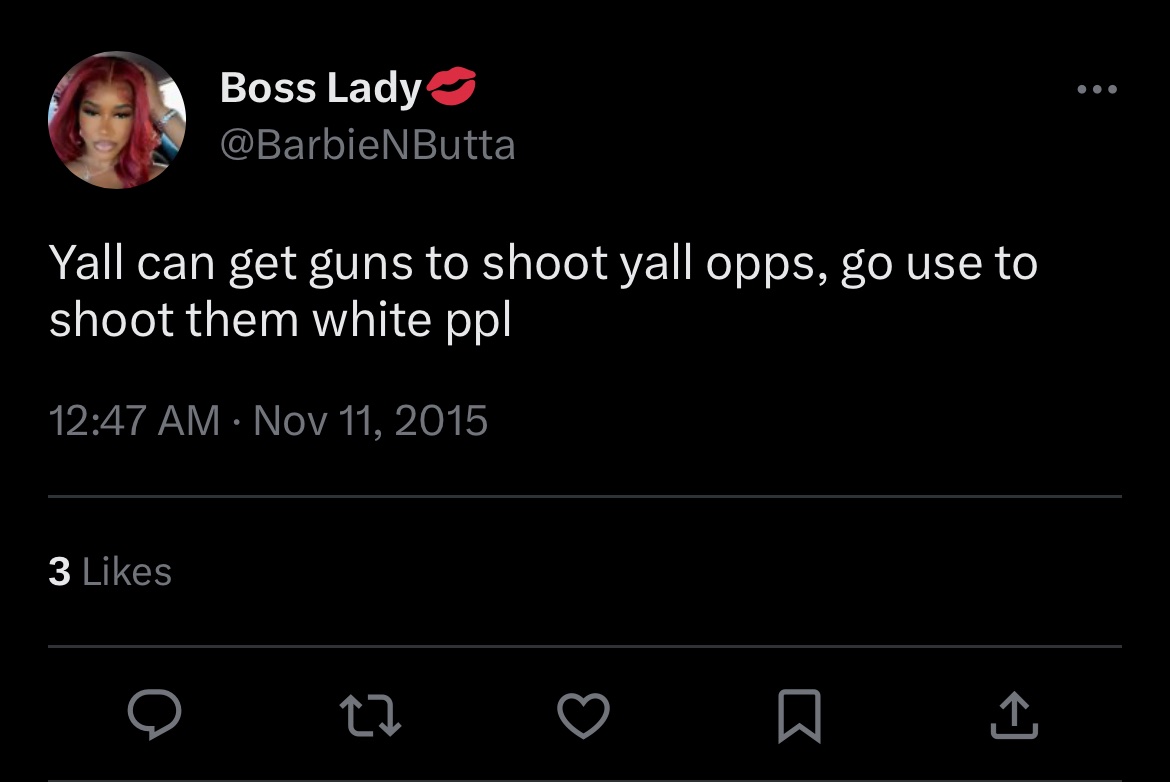 Boss Lady💋
@BarbieNButta
Yall can get guns to shoot yall opps, go use to
shoot them white ppl
12:47 AM · Nov 11, 2015
3 Likes